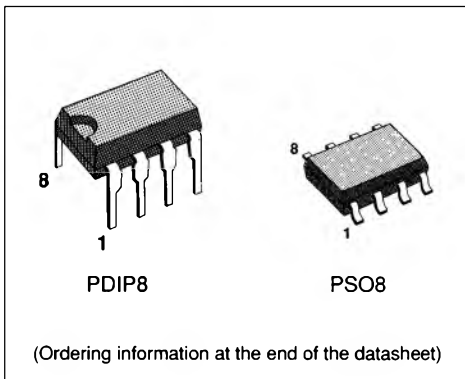 8
1
PDIP8
8
1
PSO8
(Ordering information at the end of the datasheet)